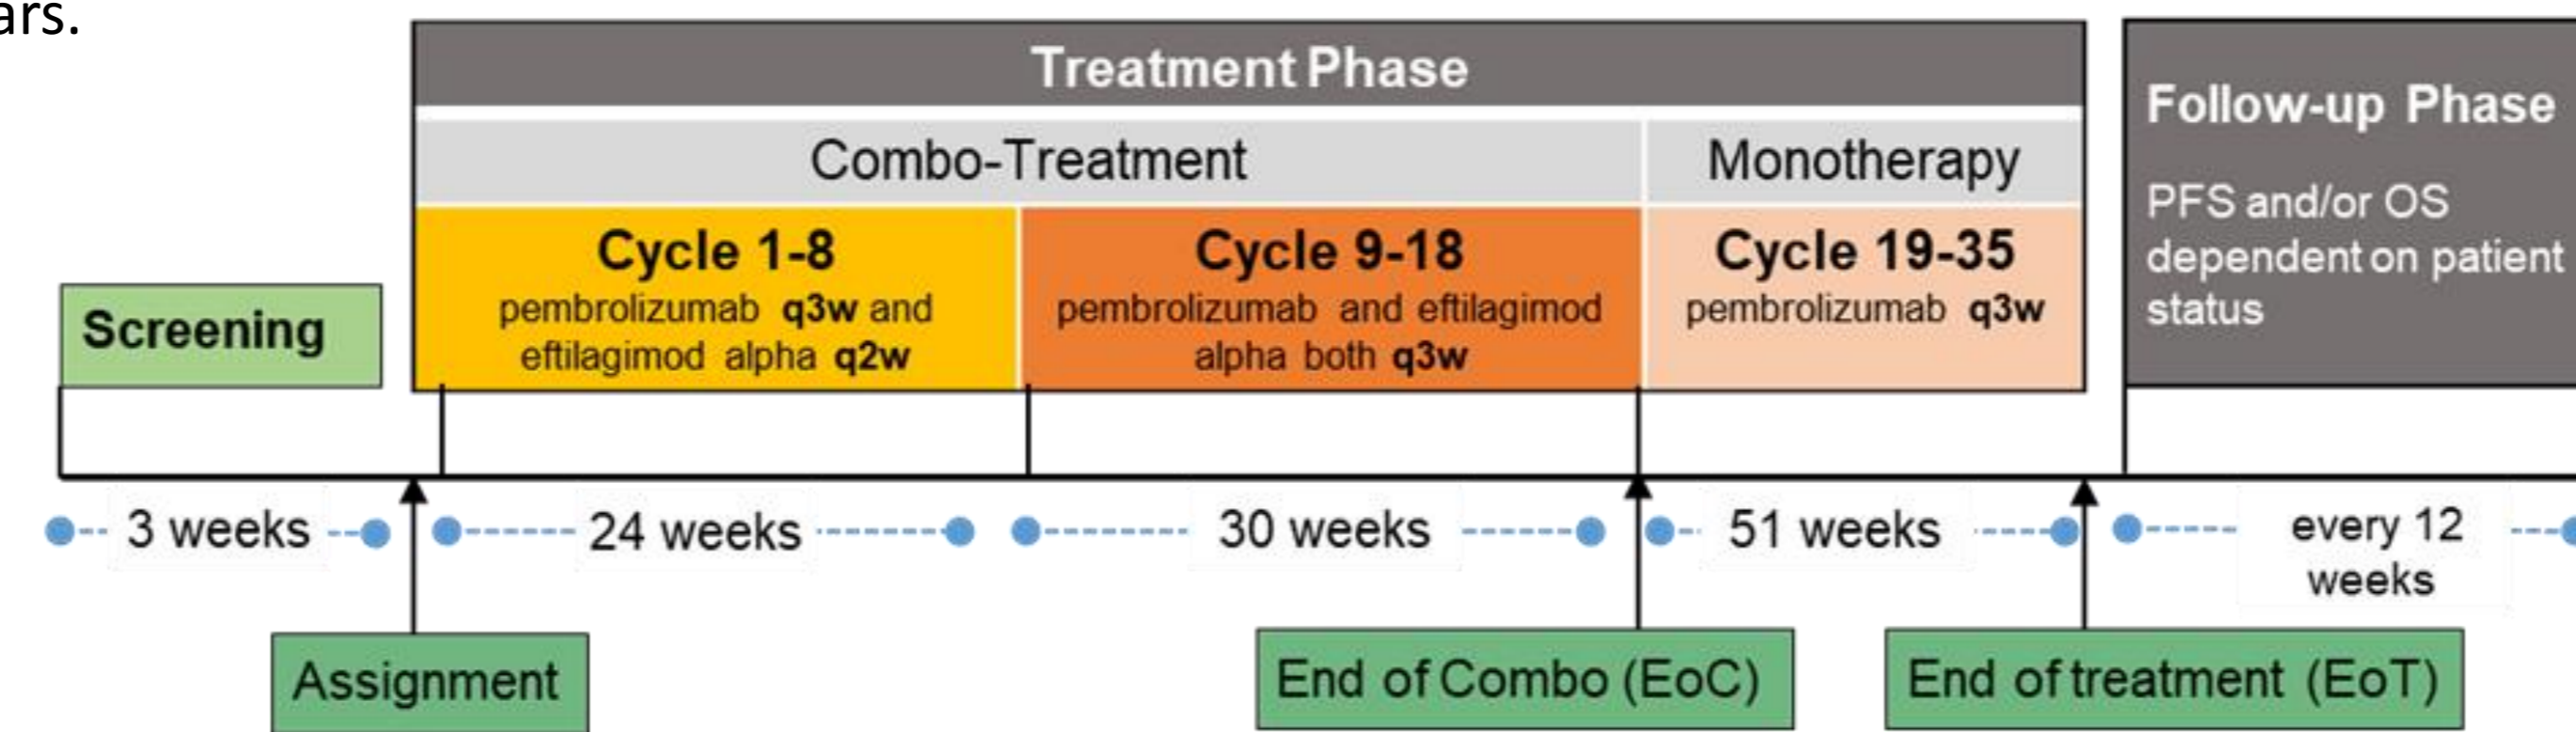 ars.
Treatment Phase
Combo-Treatment
Monotherapy
Cycle 1-8
pembrolizumab q3w and
eftilagimod alpha q2w
Cycle 9-18
pembrolizumab and eftilagimod
alpha both q3w
Cycle 19-35
pembrolizumab q3w
Follow-up Phase
PFS and/or OS
dependent on patient
status
Screening
3 weeks
24 weeks
30 weeks
51 weeks
every 12
weeks
Assignment
End of Combo (EoC)
End of treatment (EoT)